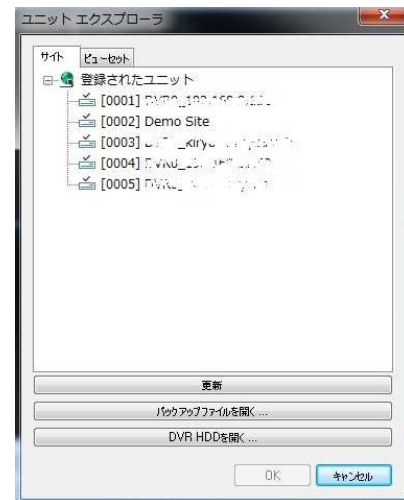 ユニット エクスプローラ
サイト ビューセット
登録されたユニット
[0001]
[0002] Demo Site
[0003]
[0004]
[0005]
更新
バックアップファイルを開く ...
DVR HDDを開く ...
OK キャンセル